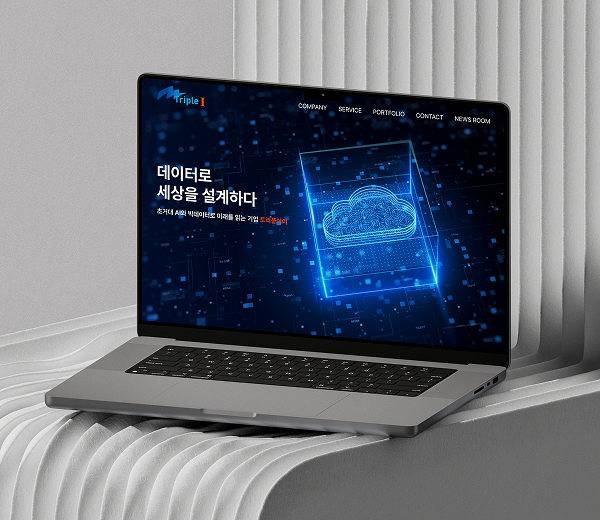 Triple I
COMPANY SERVICE PORTFOLIO CONTACT NEWS ROOM
데이터로
세상을 설계하다
초거대 AI와 빅데이터로 미래를 읽는 기업 트리플아이